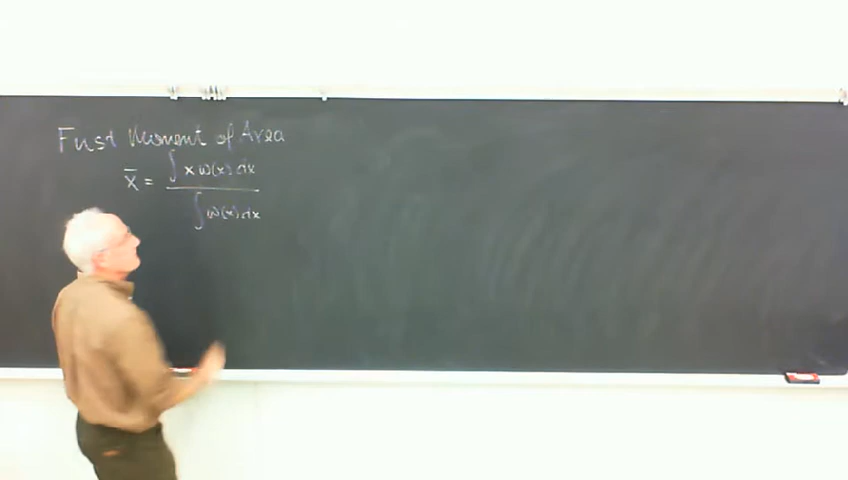 First Moment of Area
x̄ = ∫ x w(x) dx / ∫ w(x) dx